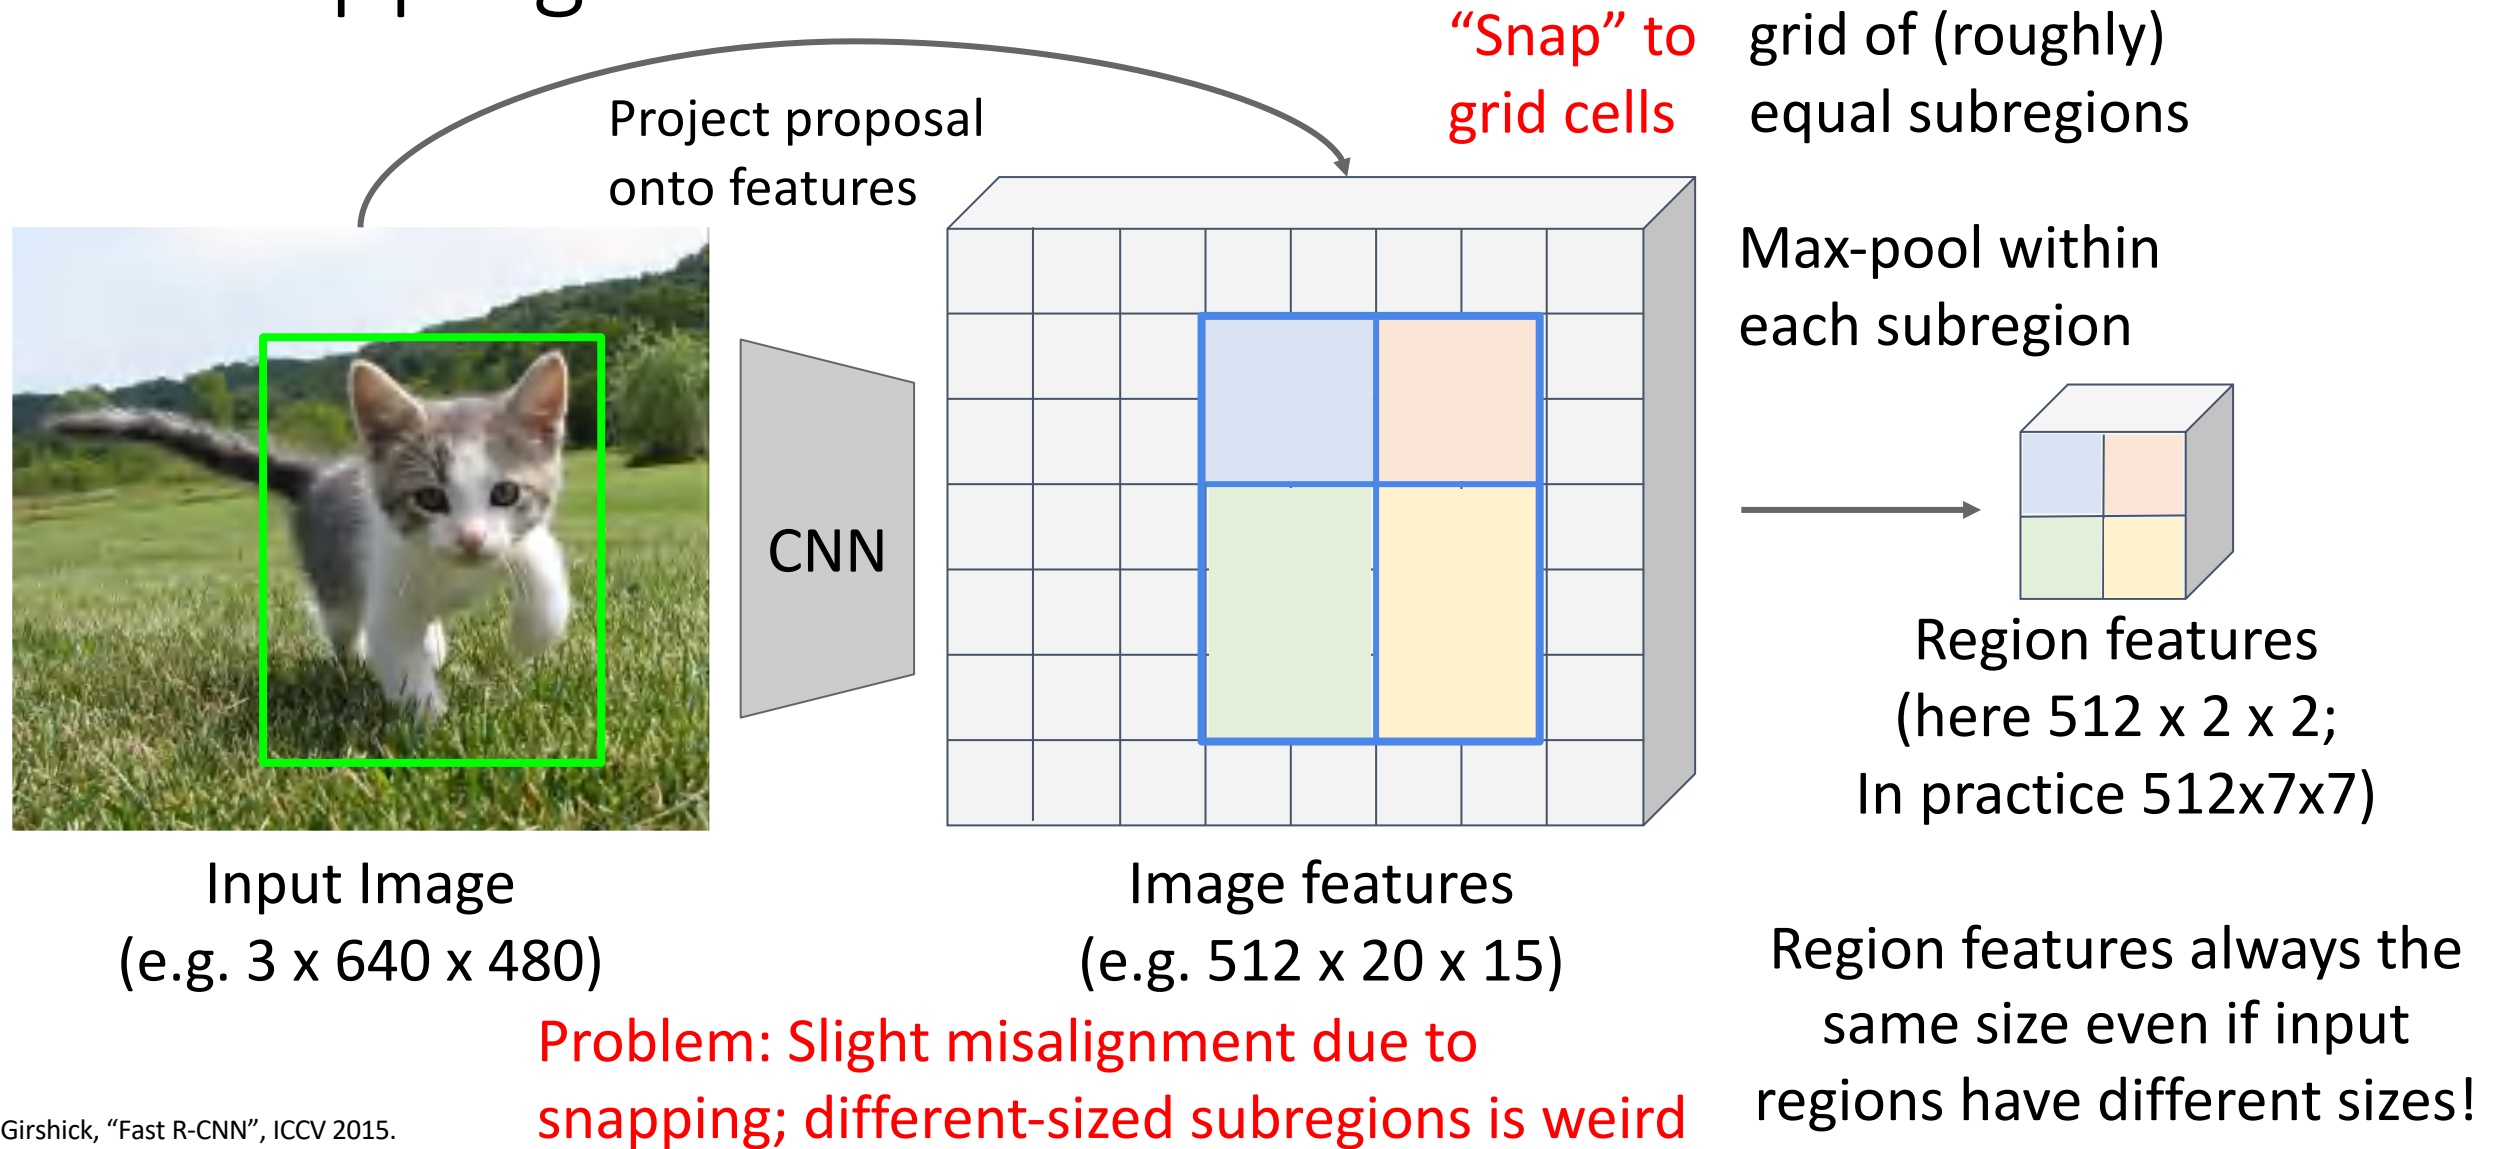 “Snap” to
grid cells
grid of (roughly)
equal subregions
Project proposal
onto features
Max-pool within
each subregion
CNN
Region features
(here 512 x 2 x 2;
In practice 512x7x7)
Input Image
(e.g. 3 x 640 x 480)
Image features
(e.g. 512 x 20 x 15)
Region features always the
same size even if input
regions have different sizes!
Problem: Slight misalignment due to
snapping; different-sized subregions is weird
Girshick, “Fast R-CNN”, ICCV 2015.